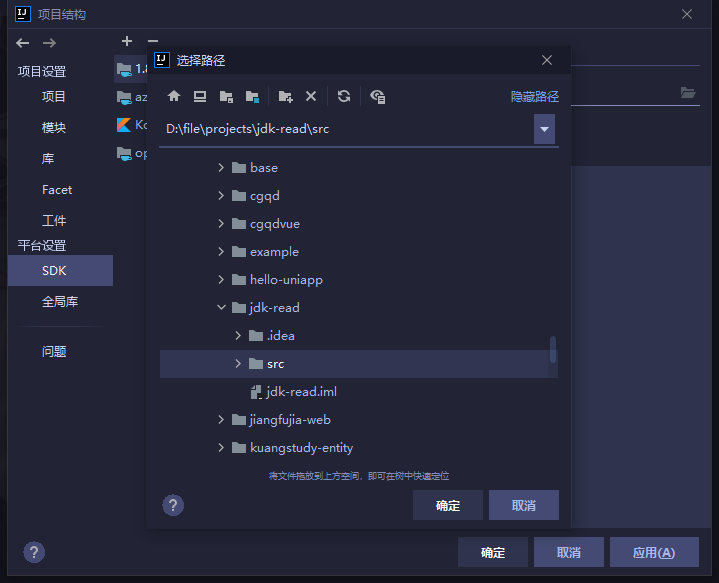 项目结构
项目设置
项目
模块
库
Facet
工件
平台设置
SDK
全局库
问题
1.8
az
Ko
op
选择路径
隐藏路径
D:\file\projects\jdk-read\src
base
cgqd
cgqdvue
example
hello-uniapp
jdk-read
.idea
src
jdk-read.iml
jiangfujia-web
kuangstudy-entity
将文件拖放到上方空间，即可在树中快速定位
?
确定
取消
?
确定
取消
应用(A)